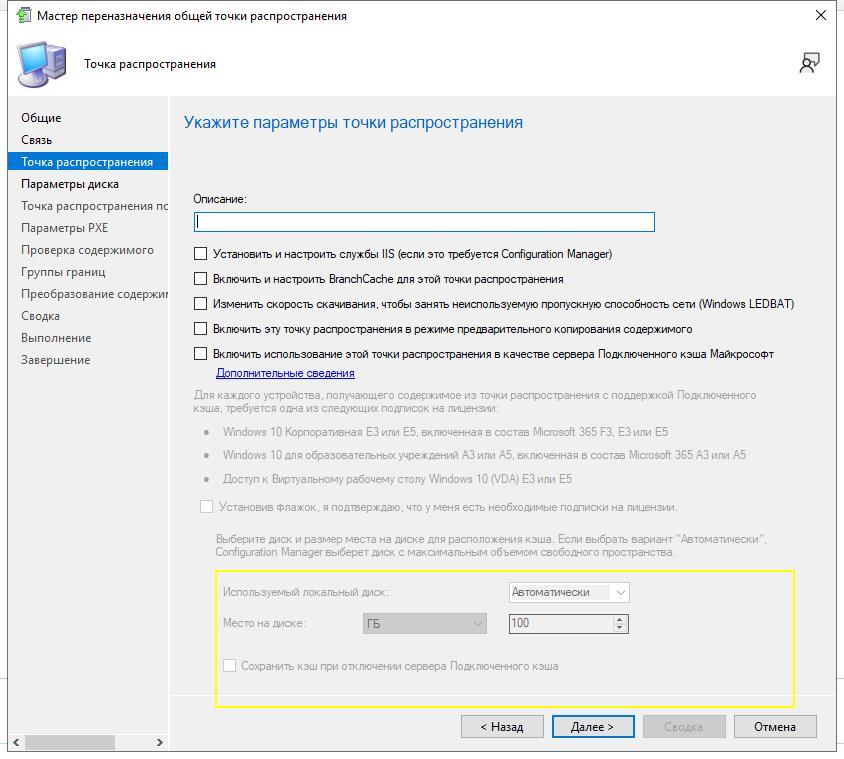 Мастер переназначения общей точки распространения
Точка распространения
Общие
Связь
Точка распространения
Параметры диска
Точка распространения по
Параметры PXE
Проверка содержимого
Группы границ
Преобразование содержи
Сводка
Выполнение
Завершение
Укажите параметры точки распространения
Описание:
Установить и настроить службы IIS (если это требуется Configuration Manager)
Включить и настроить BranchCache для этой точки распространения
Изменить скорость скачивания, чтобы занять неиспользуемую пропускную способность сети (Windows LEDBAT)
Включить эту точку распространения в режиме предварительного копирования содержимого
Включить использование этой точки распространения в качестве сервера Подключенного кэша Майкрософт
Дополнительные сведения
Для каждого устройства, получающего содержимое из точки распространения с поддержкой Подключенного
кэша, требуется одна из следующих подписок на лицензии:
• Windows 10 Корпоративная E3 или E5, включенная в состав Microsoft 365 F3, E3 или E5
• Windows 10 для образовательных учреждений A3 или A5, включенная в состав Microsoft 365 A3 или A5
• Доступ к Виртуальному рабочему столу Windows 10 (VDA) E3 или E5
Установив флажок, я подтверждаю, что у меня есть необходимые подписки на лицензии.
Выберите диск и размер места на диске для расположения кэша. Если выбрать вариант "Автоматически",
Configuration Manager выберет диск с максимальным объемом свободного пространства.
Используемый локальный диск: Автоматически
Место на диске: ГБ 100
Сохранить кэш при отключении сервера Подключенного кэша
< Назад Далее > Сводка Отмена